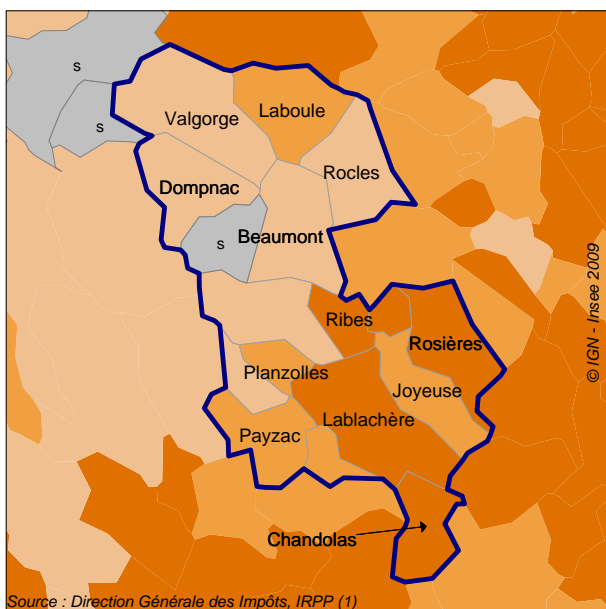 s
s
Valgorge
Laboule
Rocles
Dompnac
s
Beaumont
© IGN - Insee 2009
Ribes
Rosières
Planzolles
Joyeuse
Lablachère
Payzac
Chandolas
Source : Direction Générale des Impôts, IRPP (1)